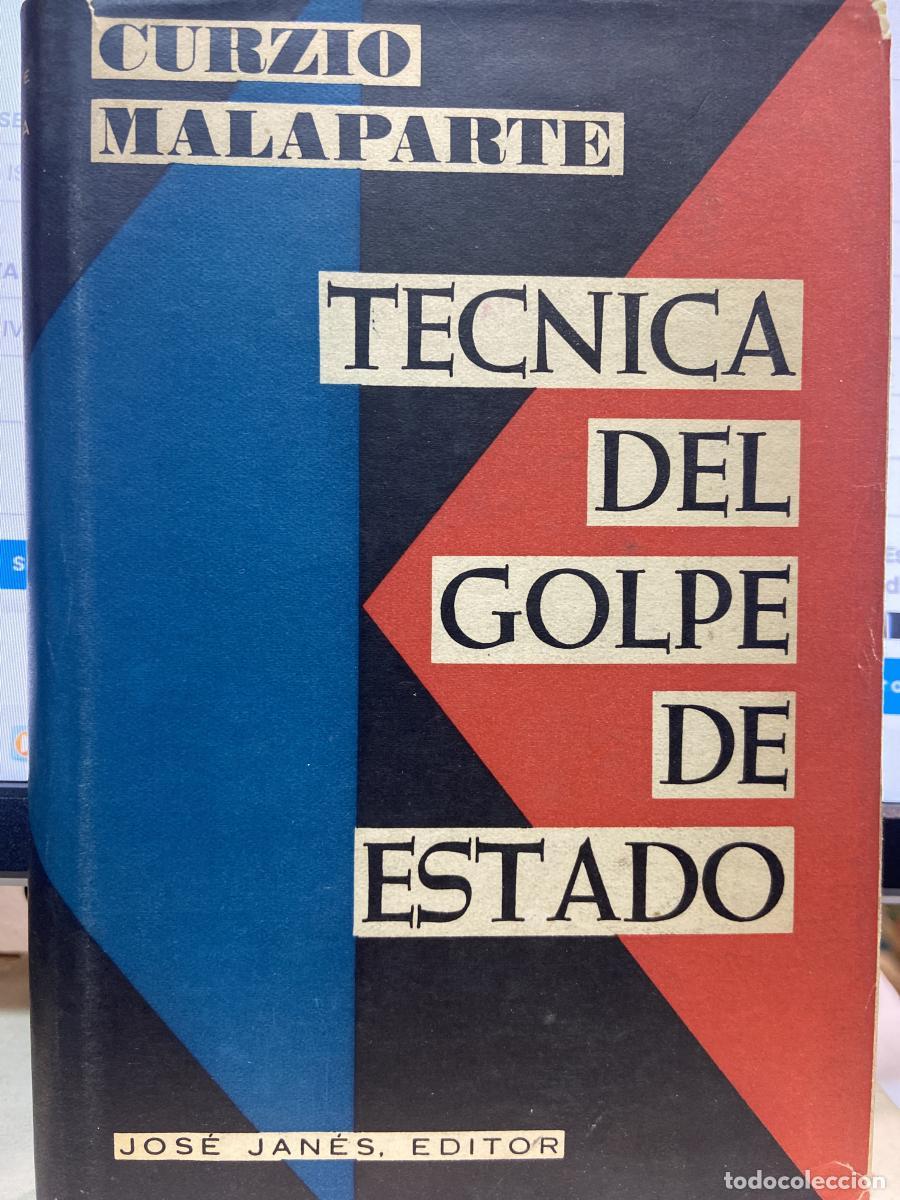 CURZIO
MALAPARTE
TECNICA
DEL
GOLPE
DE
ESTADO
JOSÉ JANÉS, EDITOR
todocoleccion